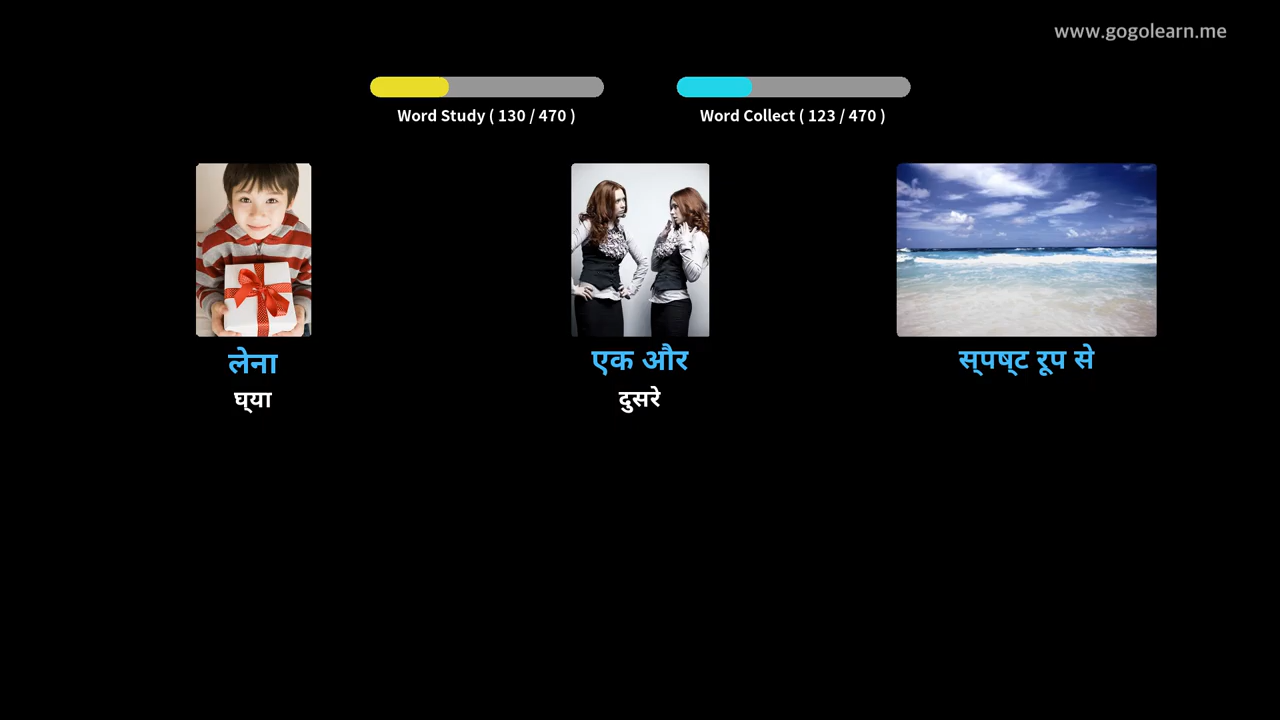 www.gogolearn.me
Word Study ( 130 / 470 )
Word Collect ( 123 / 470 )
लेना
घ्या
एक और
दुसरे
स्पष्ट रूप से